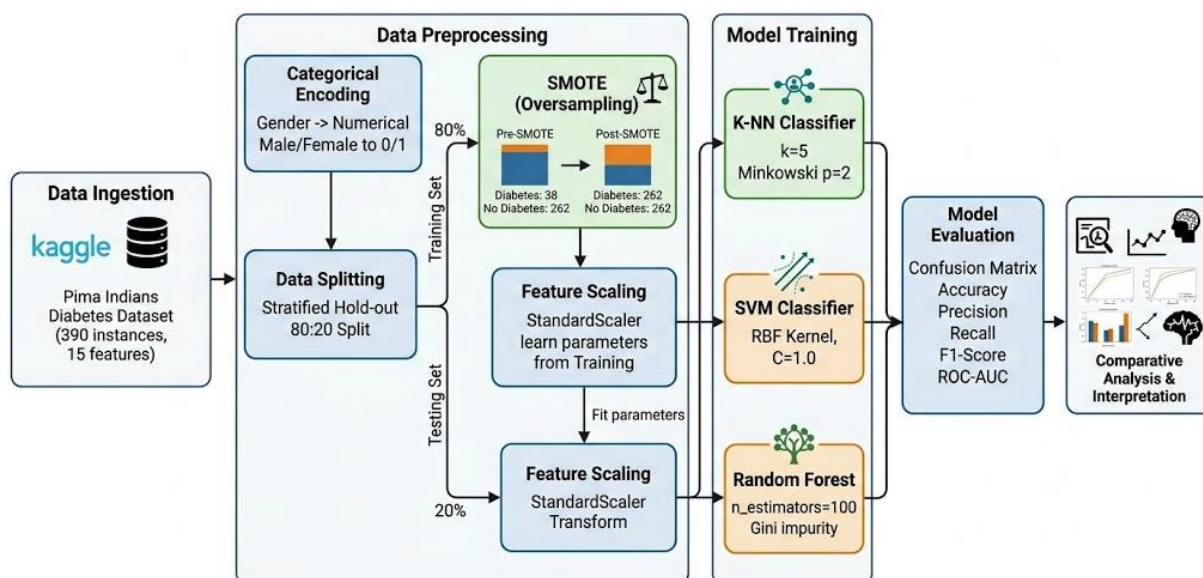 Data Preprocessing
Model Training
Data Ingestion
kaggle
Pima Indians
Diabetes Dataset
(390 instances,
15 features)
Categorical
Encoding
Gender -> Numerical
Male/Female to 0/1
Data Splitting
Stratified Hold-out
80:20 Split
80%
Training Set
Testing Set
20%
SMOTE
(Oversampling)
Pre-SMOTE
Post-SMOTE
Diabetes: 38
No Diabetes: 262
Diabetes: 262
No Diabetes: 262
Feature Scaling
StandardScaler
learn parameters
from Training
Fit parameters
Feature Scaling
StandardScaler
Transform
K-NN Classifier
k=5
Minkowski p=2
SVM Classifier
RBF Kernel,
C=1.0
Random Forest
n_estimators=100
Gini impurity
Model
Evaluation
Confusion Matrix
Accuracy
Precision
Recall
F1-Score
ROC-AUC
Comparative
Analysis &
Interpretation